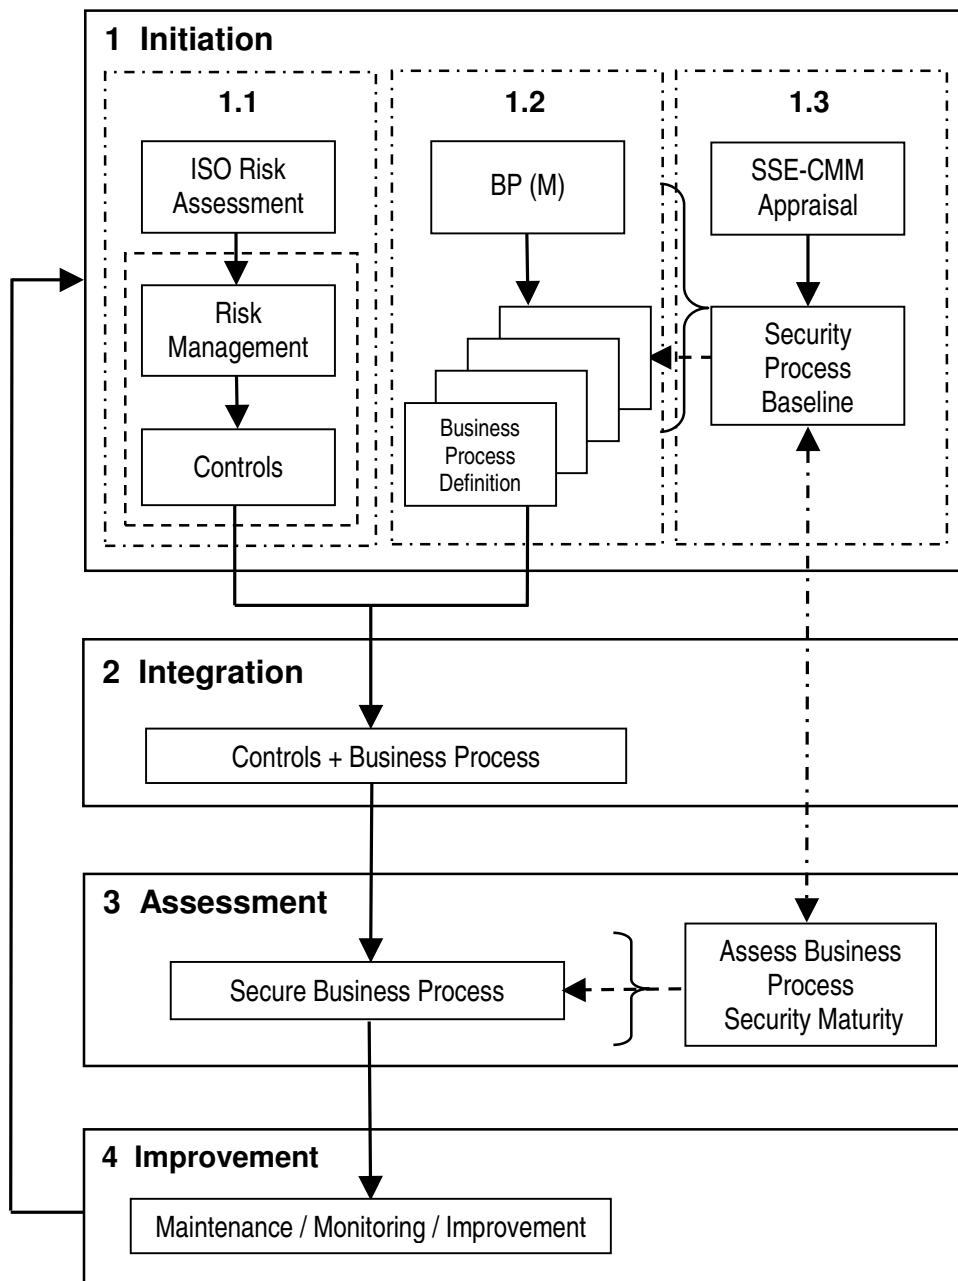 1 Initiation
1.1
ISO Risk
Assessment
Risk
Management
Controls
1.2
BP (M)
Business
Process
Definition
1.3
SSE-CMM
Appraisal
Security
Process
Baseline
2 Integration
Controls + Business Process
3 Assessment
Secure Business Process
Assess Business
Process
Security Maturity
4 Improvement
Maintenance / Monitoring / Improvement